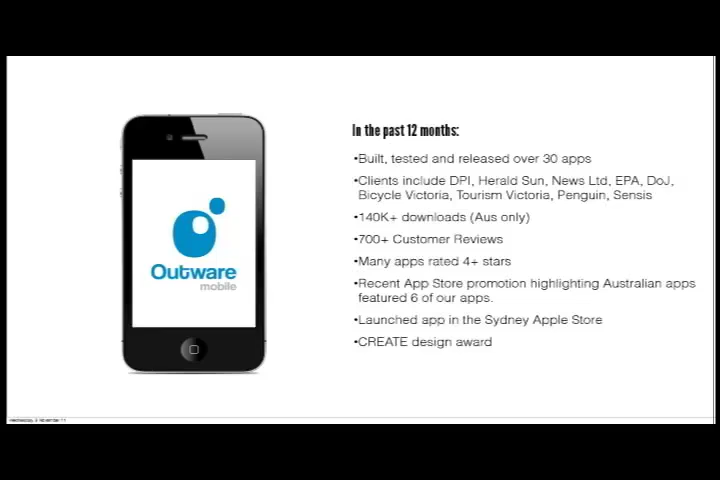 In the past 12 months:
•Built, tested and released over 30 apps
•Clients include DPI, Herald Sun, News Ltd, EPA, DoJ,
Bicycle Victoria, Tourism Victoria, Penguin, Sensis
•140K+ downloads (Aus only)
•700+ Customer Reviews
•Many apps rated 4+ stars
•Recent App Store promotion highlighting Australian apps
featured 6 of our apps.
•Launched app in the Sydney Apple Store
•CREATE design award
Outware
mobile
Wednesday, November 11